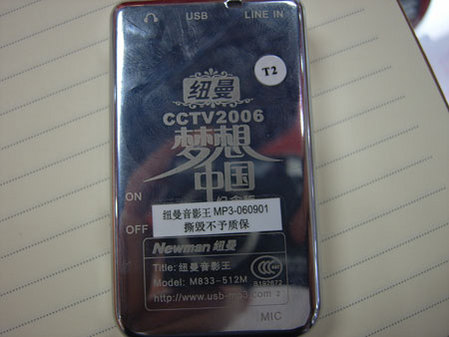 USB LINE IN
T2
纽曼
CCTV2006
梦想
中国
ON
纽曼音影王 MP3-060901
撕毁不予质保
OFF
Newman 纽曼
Title: 纽曼音影王
Model: M833-512M
http://www.usb-mp3.com
MIC